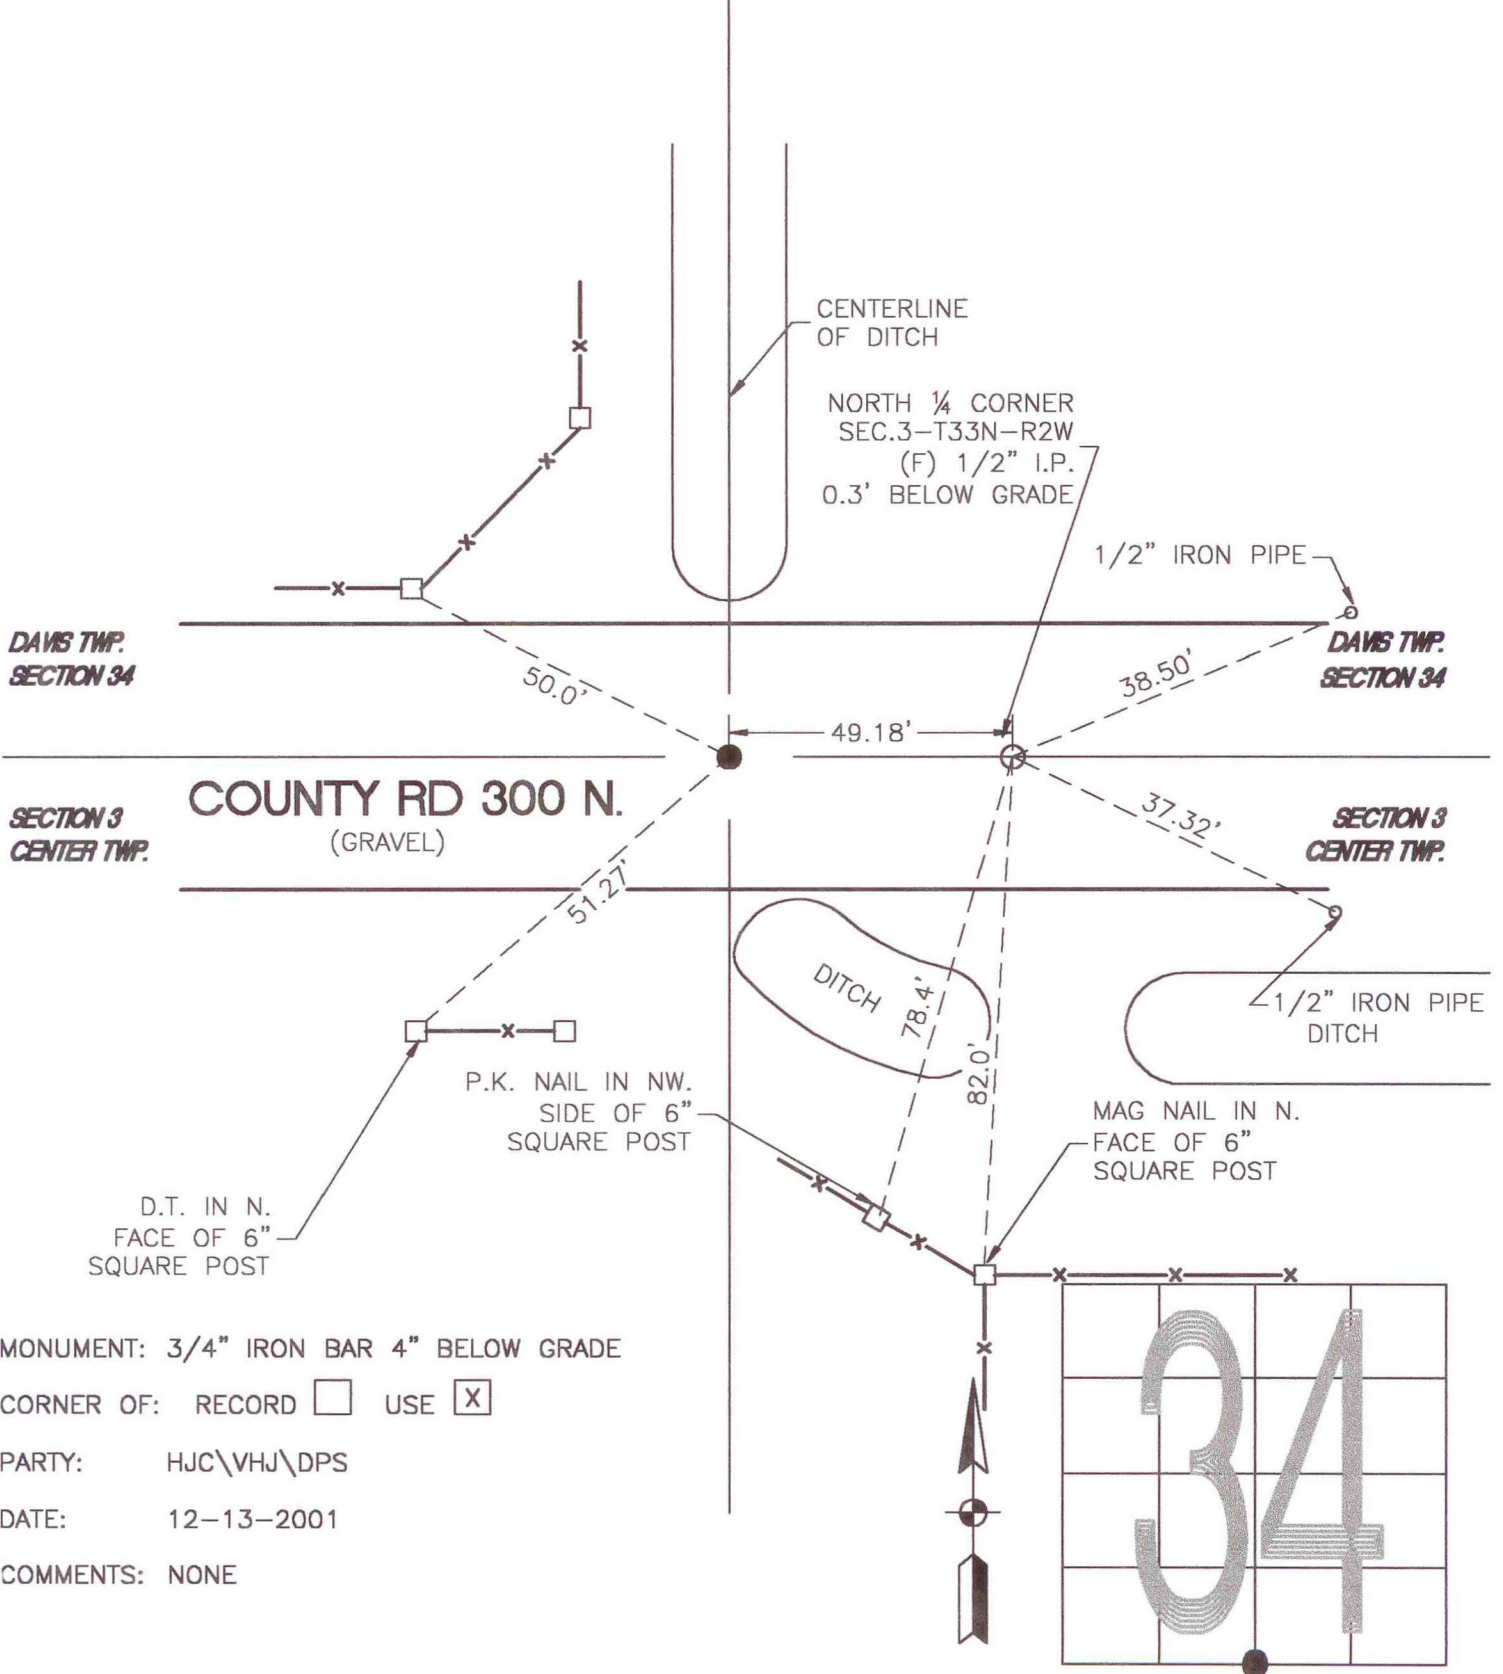 CENTERLINE
OF DITCH
NORTH ¼ CORNER
SEC.3-T33N-R2W
(F) 1/2" I.P.
0.3' BELOW GRADE
1/2" IRON PIPE
DAVIS TWP.
SECTION 34
DAVIS TWP.
SECTION 34
50.0'
38.50'
49.18'
COUNTY RD 300 N.
(GRAVEL)
SECTION 3
CENTER TWP.
37.32'
SECTION 3
CENTER TWP.
51.27'
DITCH
78.4'
82.0'
1/2" IRON PIPE
DITCH
P.K. NAIL IN NW.
SIDE OF 6"
SQUARE POST
MAG NAIL IN N.
FACE OF 6"
SQUARE POST
D.T. IN N.
FACE OF 6"
SQUARE POST
MONUMENT: 3/4" IRON BAR 4" BELOW GRADE
CORNER OF: RECORD USE X
PARTY: HJC\VHJ\DPS
DATE: 12-13-2001
COMMENTS: NONE
34